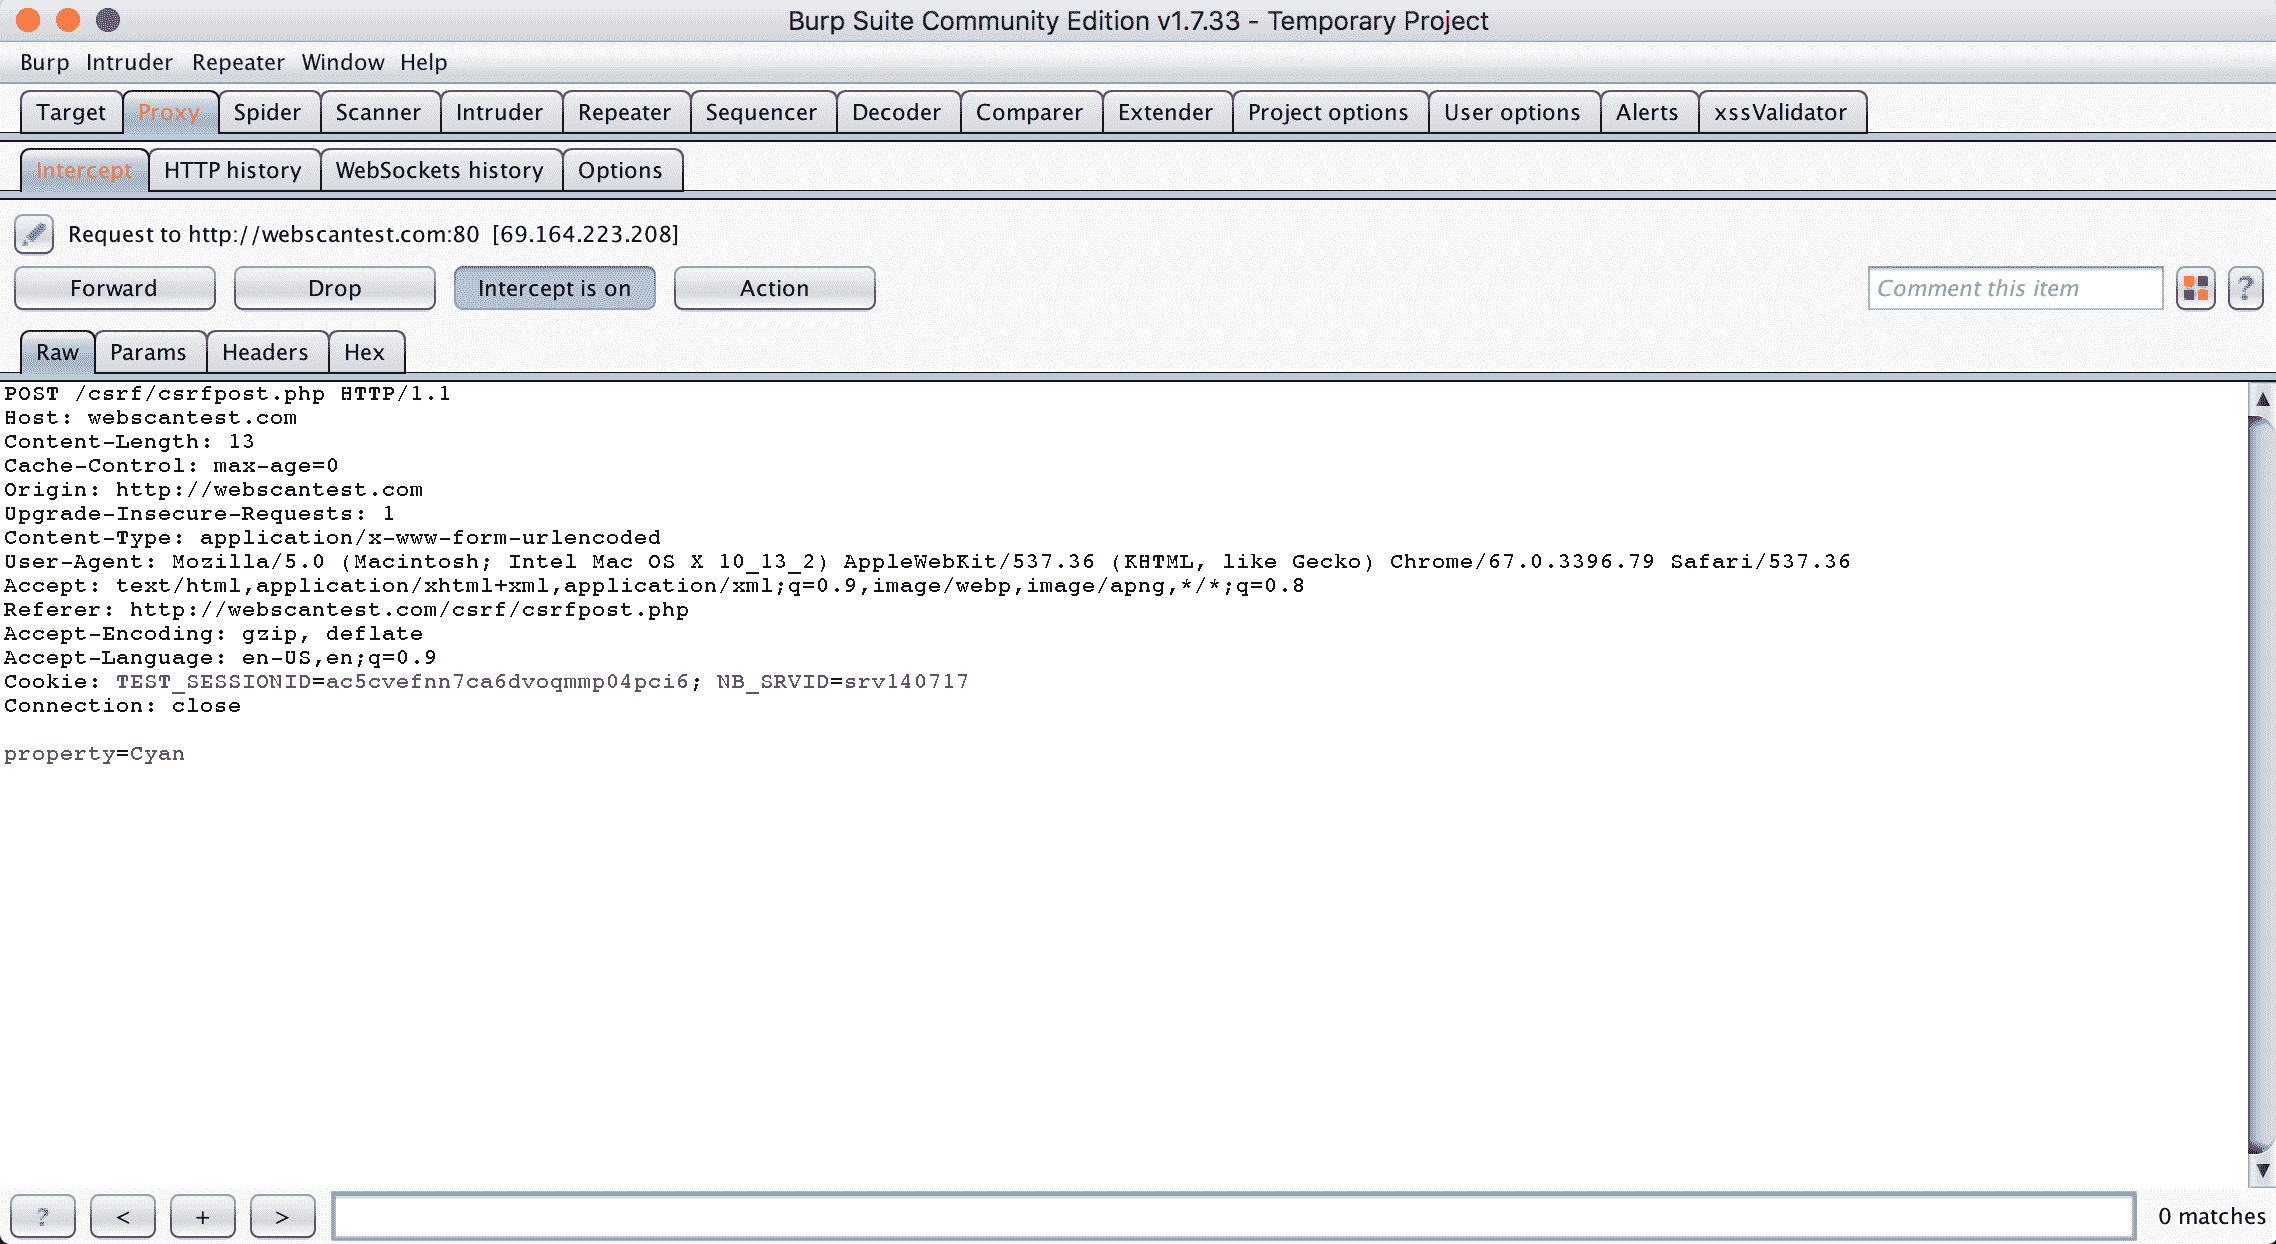 Burp Suite Community Edition v1.7.33 - Temporary Project
Burp Intruder Repeater Window Help
Target Proxy Spider Scanner Intruder Repeater Sequencer Decoder Comparer Extender Project options User options Alerts xssValidator
Intercept HTTP history WebSockets history Options
Request to http://webscantest.com:80 [69.164.223.208]
Forward Drop Intercept is on Action Comment this item ?
Raw Params Headers Hex
POST /csrf/csrfpost.php HTTP/1.1
Host: webscantest.com
Content-Length: 13
Cache-Control: max-age=0
Origin: http://webscantest.com
Upgrade-Insecure-Requests: 1
Content-Type: application/x-www-form-urlencoded
User-Agent: Mozilla/5.0 (Macintosh; Intel Mac OS X 10_13_2) AppleWebKit/537.36 (KHTML, like Gecko) Chrome/67.0.3396.79 Safari/537.36
Accept: text/html,application/xhtml+xml,application/xml;q=0.9,image/webp,image/apng,*/*;q=0.8
Referer: http://webscantest.com/csrf/csrfpost.php
Accept-Encoding: gzip, deflate
Accept-Language: en-US,en;q=0.9
Cookie: TEST_SESSIONID=ac5cvefnn7ca6dvoqmmp04pci6; NB_SRVID=srv140717
Connection: close
property=Cyan
? < + > 0 matches